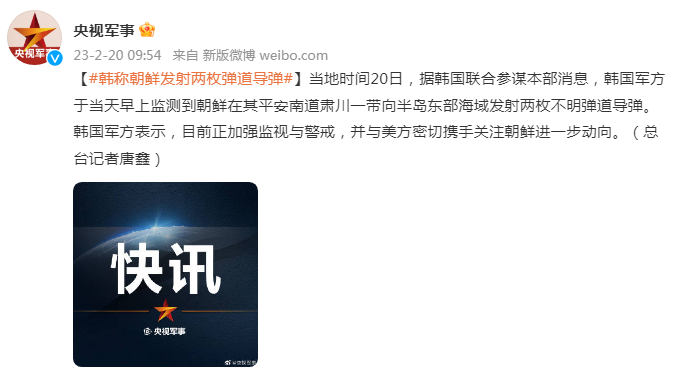 央视军事
央视军事
23-2-20 09:54 来自 新版微博 weibo.com
【#韩称朝鲜发射两枚弹道导弹#】当地时间20日，据韩国联合参谋本部消息，韩国军方
于当天早上监测到朝鲜在其平安南道肃川一带向半岛东部海域发射两枚不明弹道导弹。
韩国军方表示，目前正加强监视与警戒，并与美方密切携手关注朝鲜进一步动向。（总
台记者唐鑫）
快讯
央视军事
@央视军事